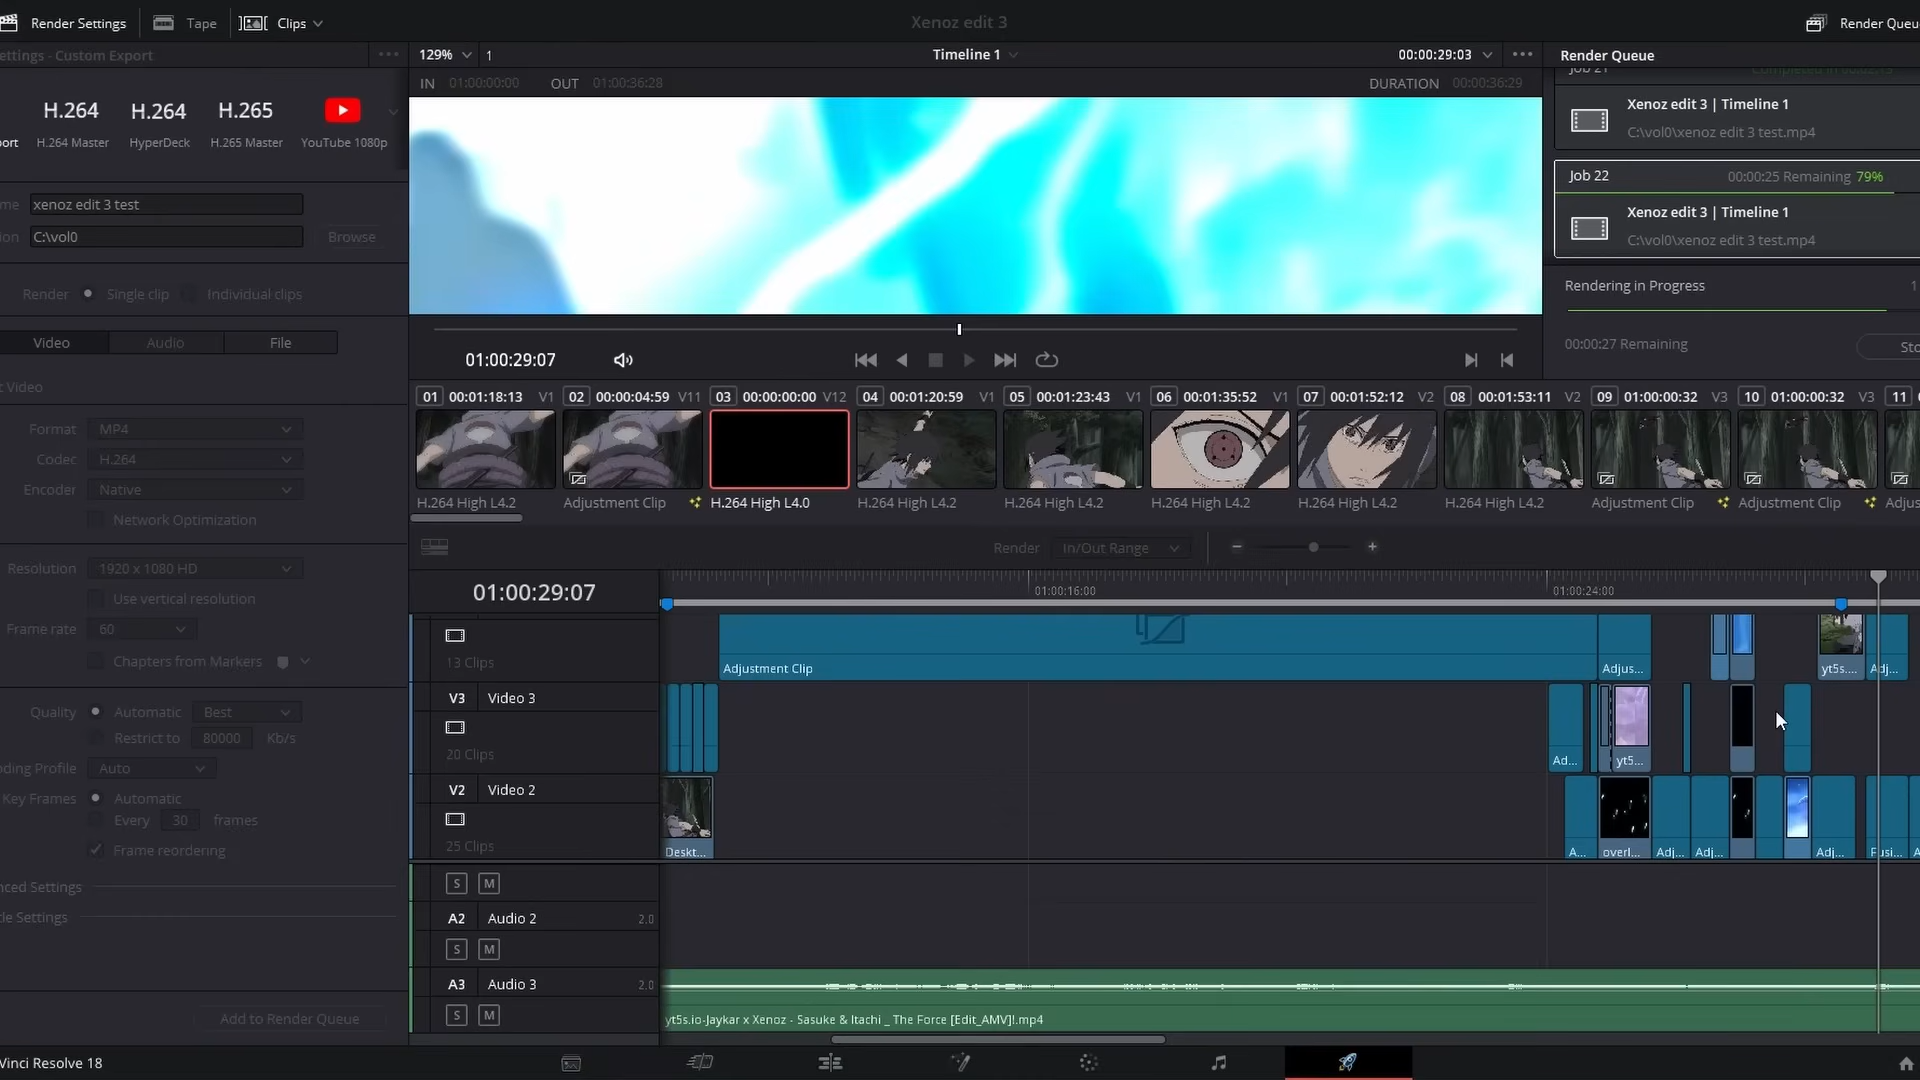 Render Settings
Tape
Clips
Xenoz edit 3
Render Queu
ettings - Custom Export
129%
1
Timeline 1
00:00:29:03
Render Queue
IN 01:00:00:00
OUT 01:00:36:28
DURATION 00:00:36:29
Job 21
Xenoz edit 3 | Timeline 1
C:\vol0\xenoz edit 3 test.mp4
H.264
H.264
H.265
ort
H.264 Master
HyperDeck
H.265 Master
YouTube 1080p
Job 22
00:00:25 Remaining 79%
Xenoz edit 3 | Timeline 1
C:\vol0\xenoz edit 3 test.mp4
me
xenoz edit 3 test
ion
C:\vol0
Browse
Rendering in Progress
1
00:00:27 Remaining
Sto
Render
Single clip
Individual clips
Video
Audio
File
01:00:29:07
t Video
Format MP4
Codec H.264
Encoder Native
Network Optimization
Resolution 1920 x 1080 HD
Use vertical resolution
Frame rate 60
Chapters from Markers
Quality Automatic Best
Restrict to 80000 Kb/s
ding Profile Auto
Key Frames Automatic
Every 30 frames
Frame reordering
nced Settings
le Settings
Add to Render Queue
01 00:01:18:13 V1
02 00:00:04:59 V11
03 00:00:00:00 V12
04 00:01:20:59 V1
05 00:01:23:43 V1
06 00:01:35:52 V1
07 00:01:52:12 V2
08 00:01:53:11 V2
09 01:00:00:32 V3
10 01:00:00:32 V3
11
H.264 High L4.2
Adjustment Clip
H.264 High L4.0
H.264 High L4.2
H.264 High L4.2
H.264 High L4.2
H.264 High L4.2
H.264 High L4.2
Adjustment Clip
Adjustment Clip
Adjus
Render In/Out Range
01:00:29:07
01:00:16:00
01:00:24:00
13 Clips
Adjustment Clip
Adjus...
yt5s....
Adj...
V3 Video 3
20 Clips
Ad...
yt5...
V2 Video 2
25 Clips
Deskt...
A...
overl...
Adj...
Adj...
Adj...
Fusi...
A
S M
A2 Audio 2 2.0
S M
A3 Audio 3 2.0
S M
yt5s.io-Jaykar x Xenoz - Sasuke & Itachi _ The Force [Edit_AMV]!.mp4
Vinci Resolve 18